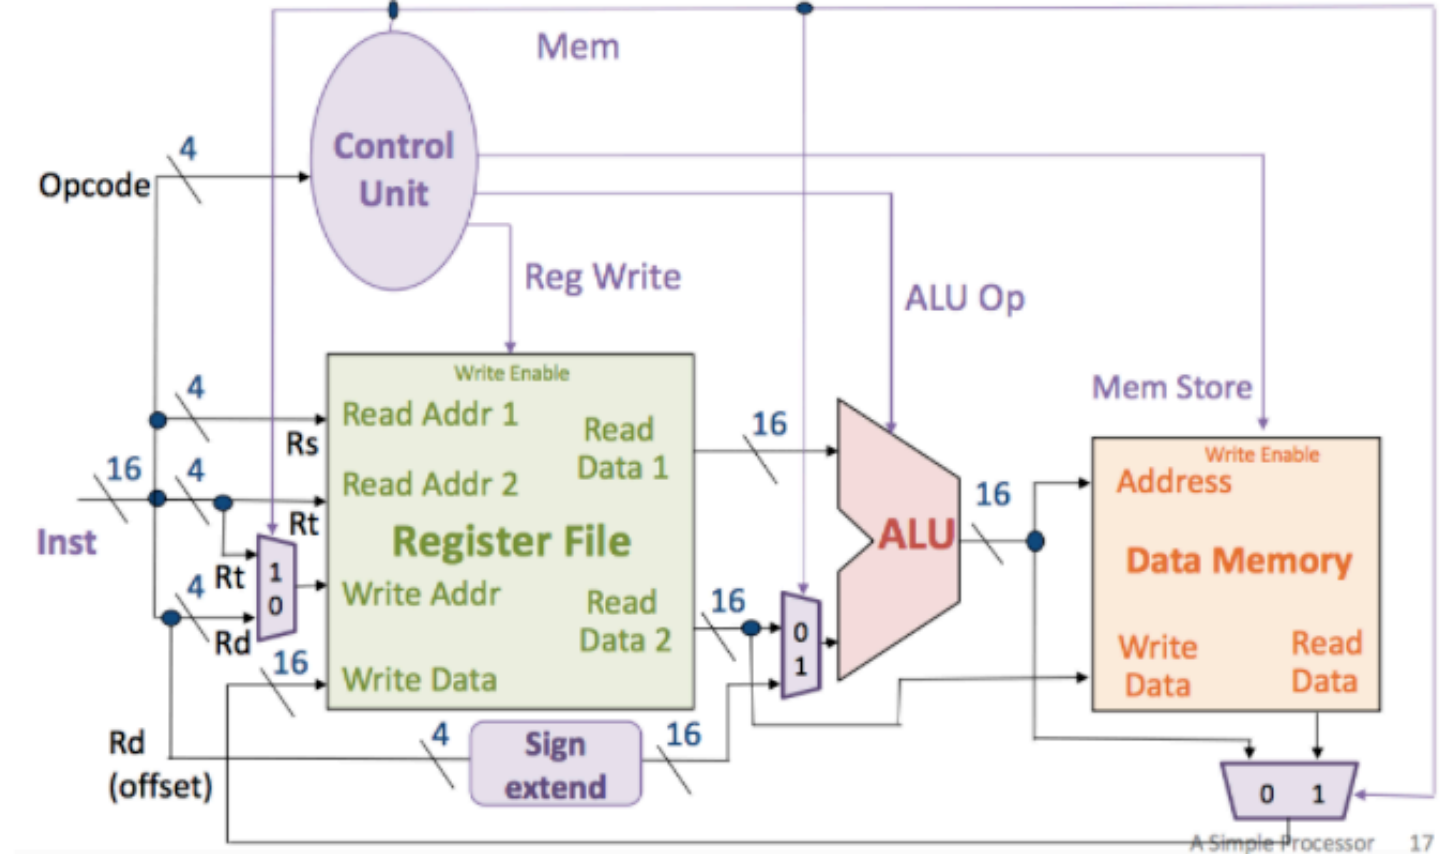 Mem
Control
Unit
4
Opcode
Reg Write
ALU Op
Mem Store
Write Enable
4
Rs
Read Addr 1
Read
Data 1
16
16
4
Rt
Read Addr 2
Inst
Register File
Rt
1
0
4
Rd
Write Addr
Read
Data 2
16
0
1
16
Write Data
ALU
16
Write Enable
Address
Data Memory
Write
Data
Read
Data
Rd
(offset)
4
Sign
extend
16
0 1
A Simple Processor 17